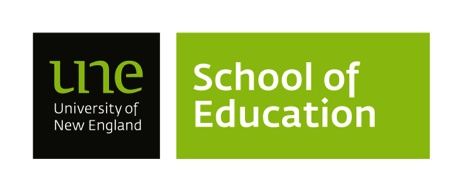 une
University of
New England
School of
Education